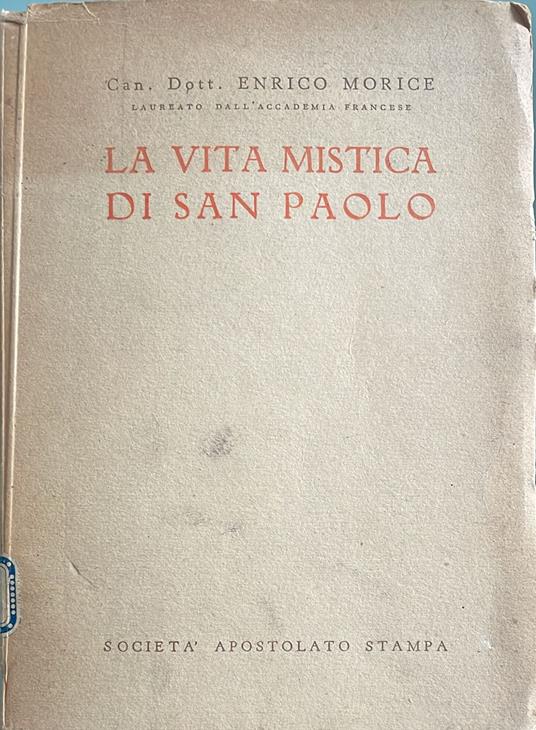 Can. Dott. ENRICO MORICE
LAUREATO DALL'ACCADEMIA FRANCESE
LA VITA MISTICA
DI SAN PAOLO
SOCIETA' APOSTOLATO STAMPA